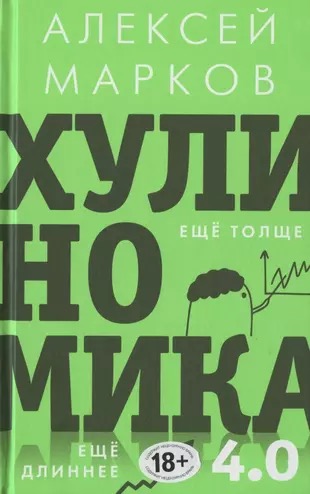 АЛЕКСЕЙ
МАРКОВ
ХУЛИ
НО
ЕЩЁ ТОЛЩЕ
МИКА
ЕЩЁ
ДЛИННЕЕ
18+
4.0